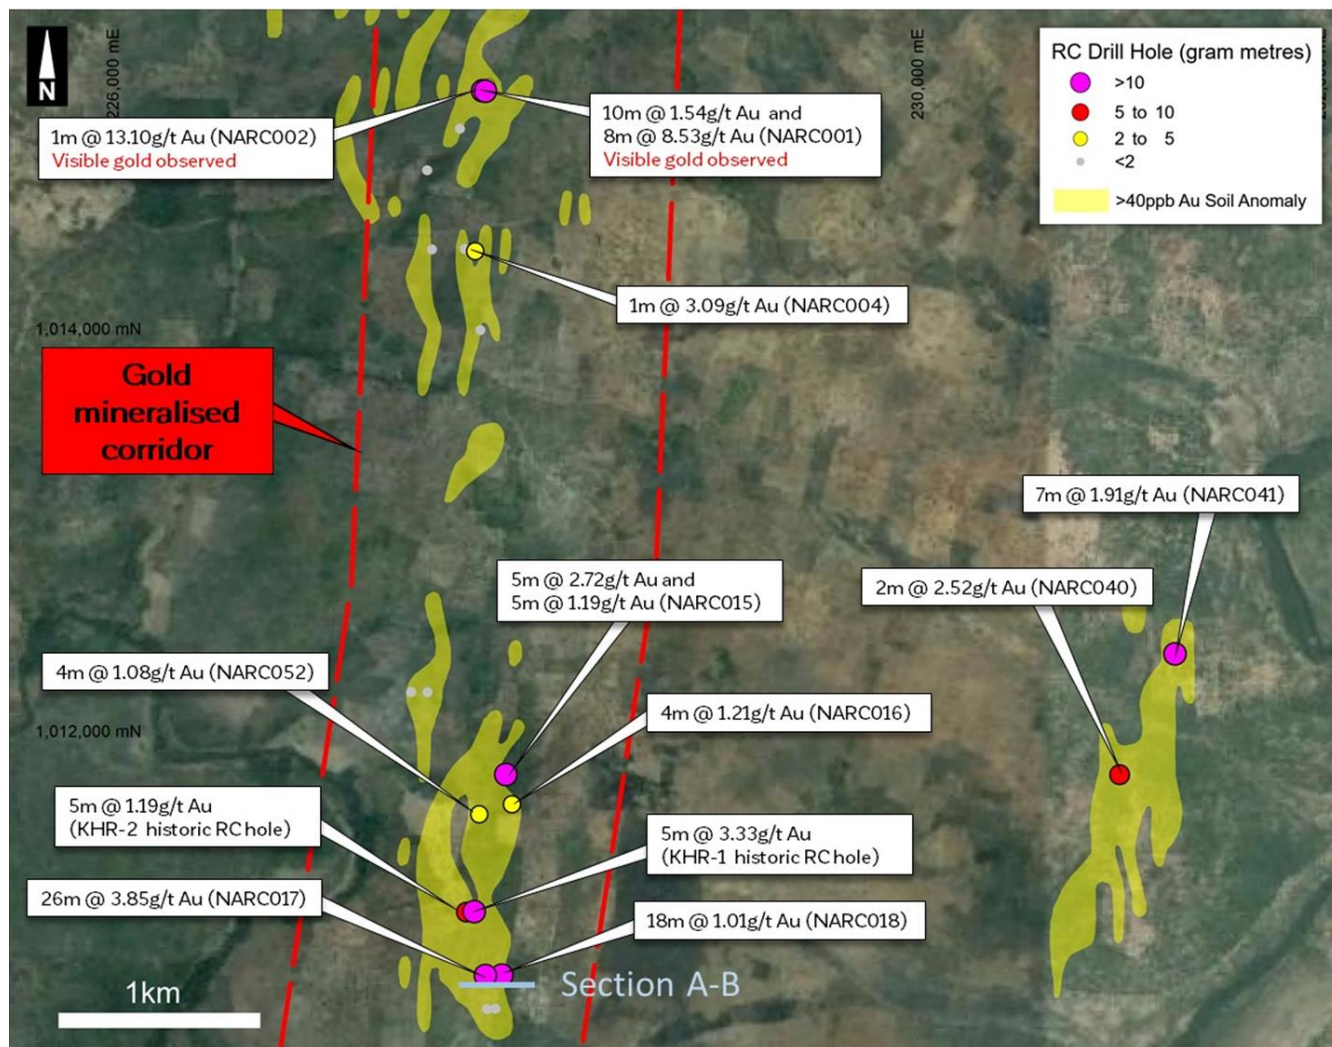 N
226,000 mE
230,000 mE
RC Drill Hole (gram metres)
>10
5 to 10
2 to 5
<2
>40ppb Au Soil Anomaly
1m @ 13.10g/t Au (NARC002)
Visible gold observed
10m @ 1.54g/t Au and
8m @ 8.53g/t Au (NARC001)
Visible gold observed
1m @ 3.09g/t Au (NARC004)
1,014,000 mN
Gold
mineralised
corridor
7m @ 1.91g/t Au (NARC041)
5m @ 2.72g/t Au and
5m @ 1.19g/t Au (NARC015)
2m @ 2.52g/t Au (NARC040)
4m @ 1.08g/t Au (NARC052)
4m @ 1.21g/t Au (NARC016)
1,012,000 mN
5m @ 1.19g/t Au
(KHR-2 historic RC hole)
5m @ 3.33g/t Au
(KHR-1 historic RC hole)
26m @ 3.85g/t Au (NARC017)
18m @ 1.01g/t Au (NARC018)
Section A-B
1km